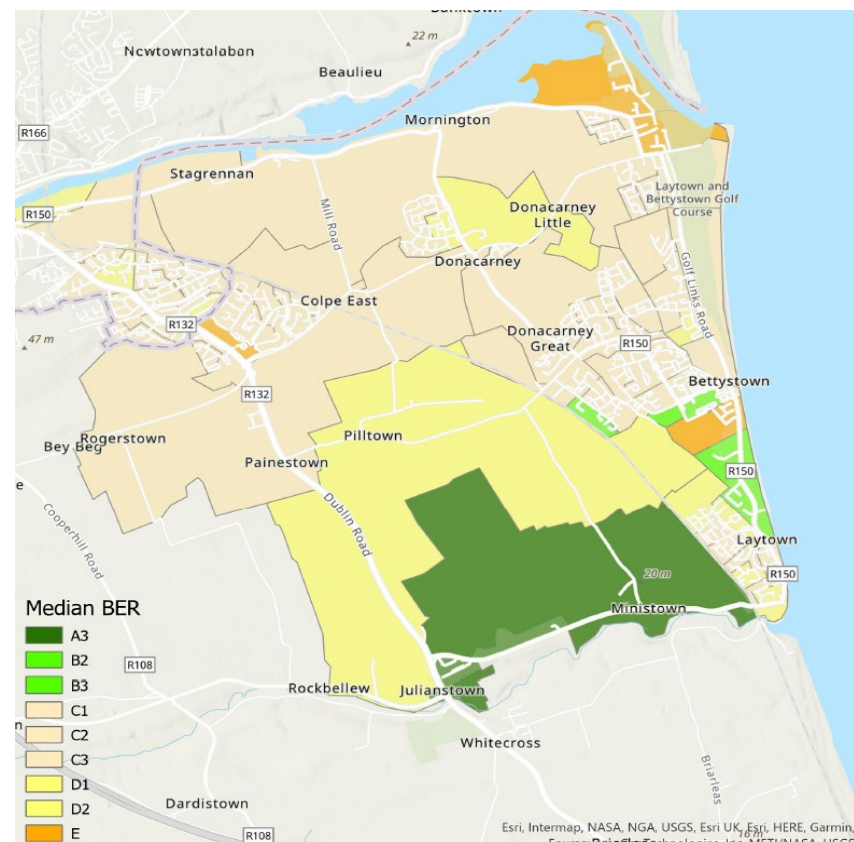 Banktown
Newtownstalaban
22 m
Beaulieu
R166
Mornington
Stagrennan
R150
Mill Road
Donacarney
Little
Laytown and
Bettystown Golf
Course
Donacarney
Golf Links Road
Colpe East
R132
47 m
Donacarney
Great
R150
Bettystown
R132
Rogerstown
Bey Beg
Pilltown
Painestown
R150
Cooperhill Road
Dublin Road
Laytown
20 m
R150
Ministown
Median BER
A3
B2
B3
C1
C2
C3
D1
D2
E
R108
Rockbellew
Julianstown
Whitecross
Briarleas
Dardistown
R108
16 m
Esri, Intermap, NASA, NGA, USGS, Esri UK, Esri, HERE, Garmin,